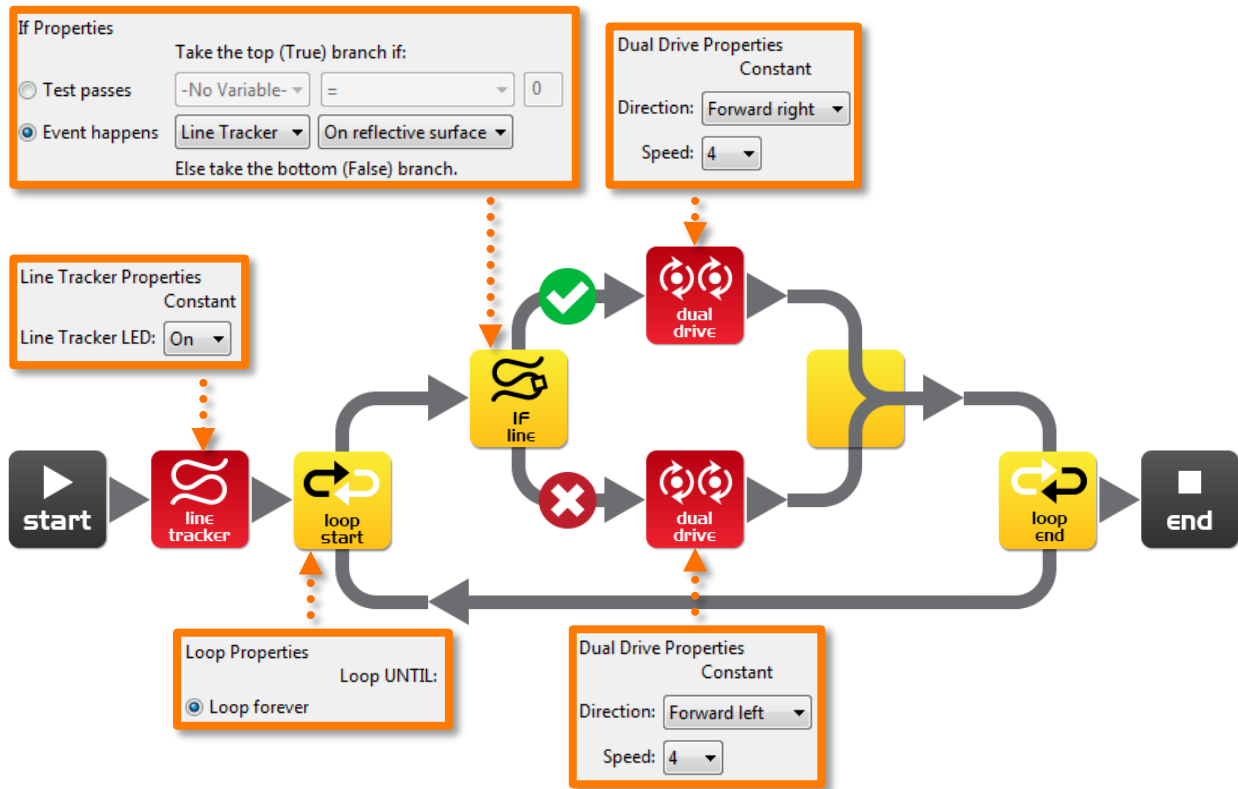 If Properties
Take the top (True) branch if:
Test passes -No Variable- = 0
Event happens Line Tracker On reflective surface
Else take the bottom (False) branch.
Dual Drive Properties
Constant
Direction: Forward right
Speed: 4
Line Tracker Properties
Constant
Line Tracker LED: On
start
line
tracker
loop
start
IF
line
dual
drive
dual
drive
loop
end
end
Loop Properties
Loop UNTIL:
Loop forever
Dual Drive Properties
Constant
Direction: Forward left
Speed: 4